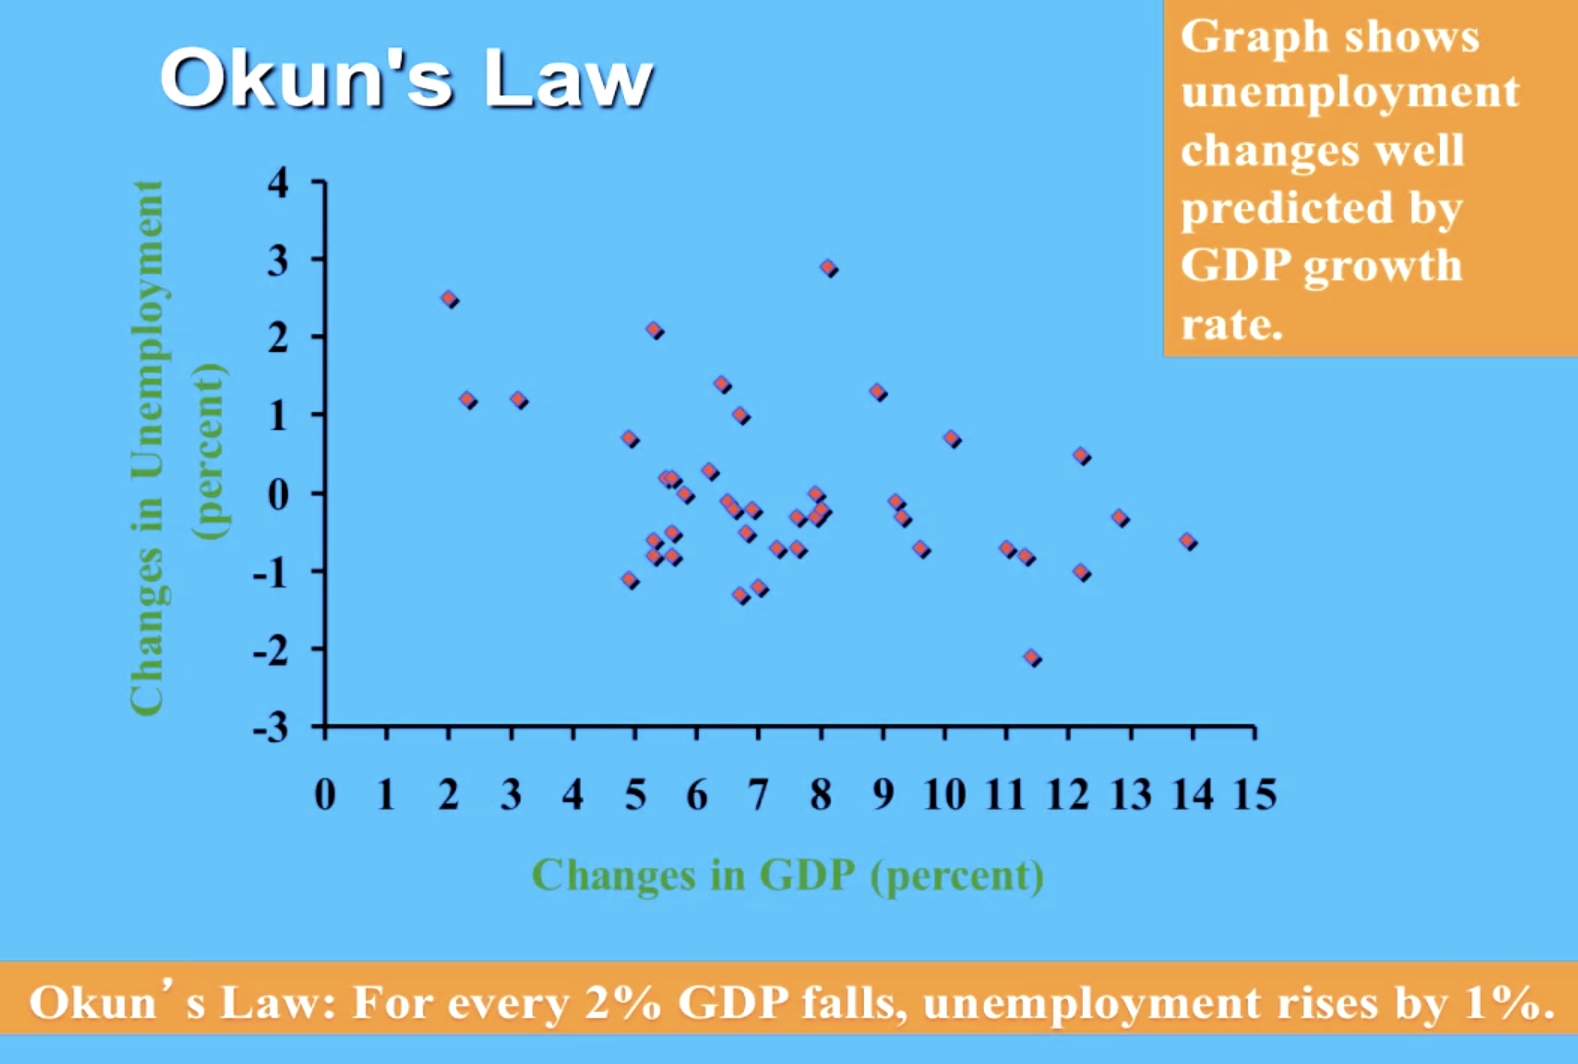 Okun's Law
Graph shows
unemployment
changes well
predicted by
GDP growth
rate.
Changes in Unemployment
(percent)
4
3
2
1
0
-1
-2
-3
0 1 2 3 4 5 6 7 8 9 10 11 12 13 14 15
Changes in GDP (percent)
Okun’s Law: For every 2% GDP falls, unemployment rises by 1%.